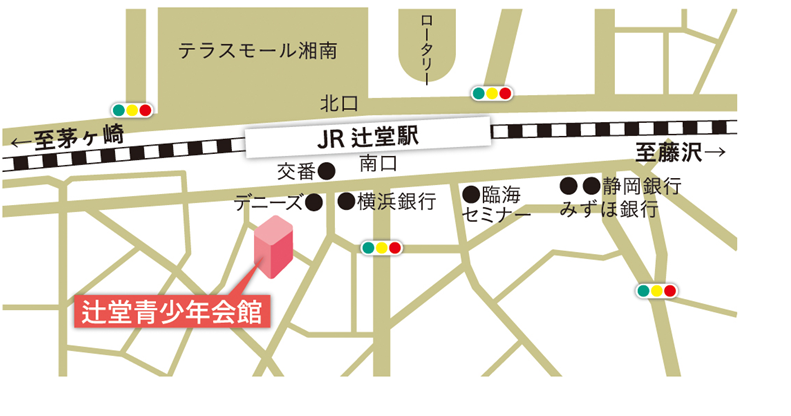 テラスモール湘南
ロータリー
北口
←至茅ヶ崎
JR 辻堂駅
至藤沢→
交番
南口
デニーズ
横浜銀行
臨海
セミナー
静岡銀行
みずほ銀行
辻堂青少年会館